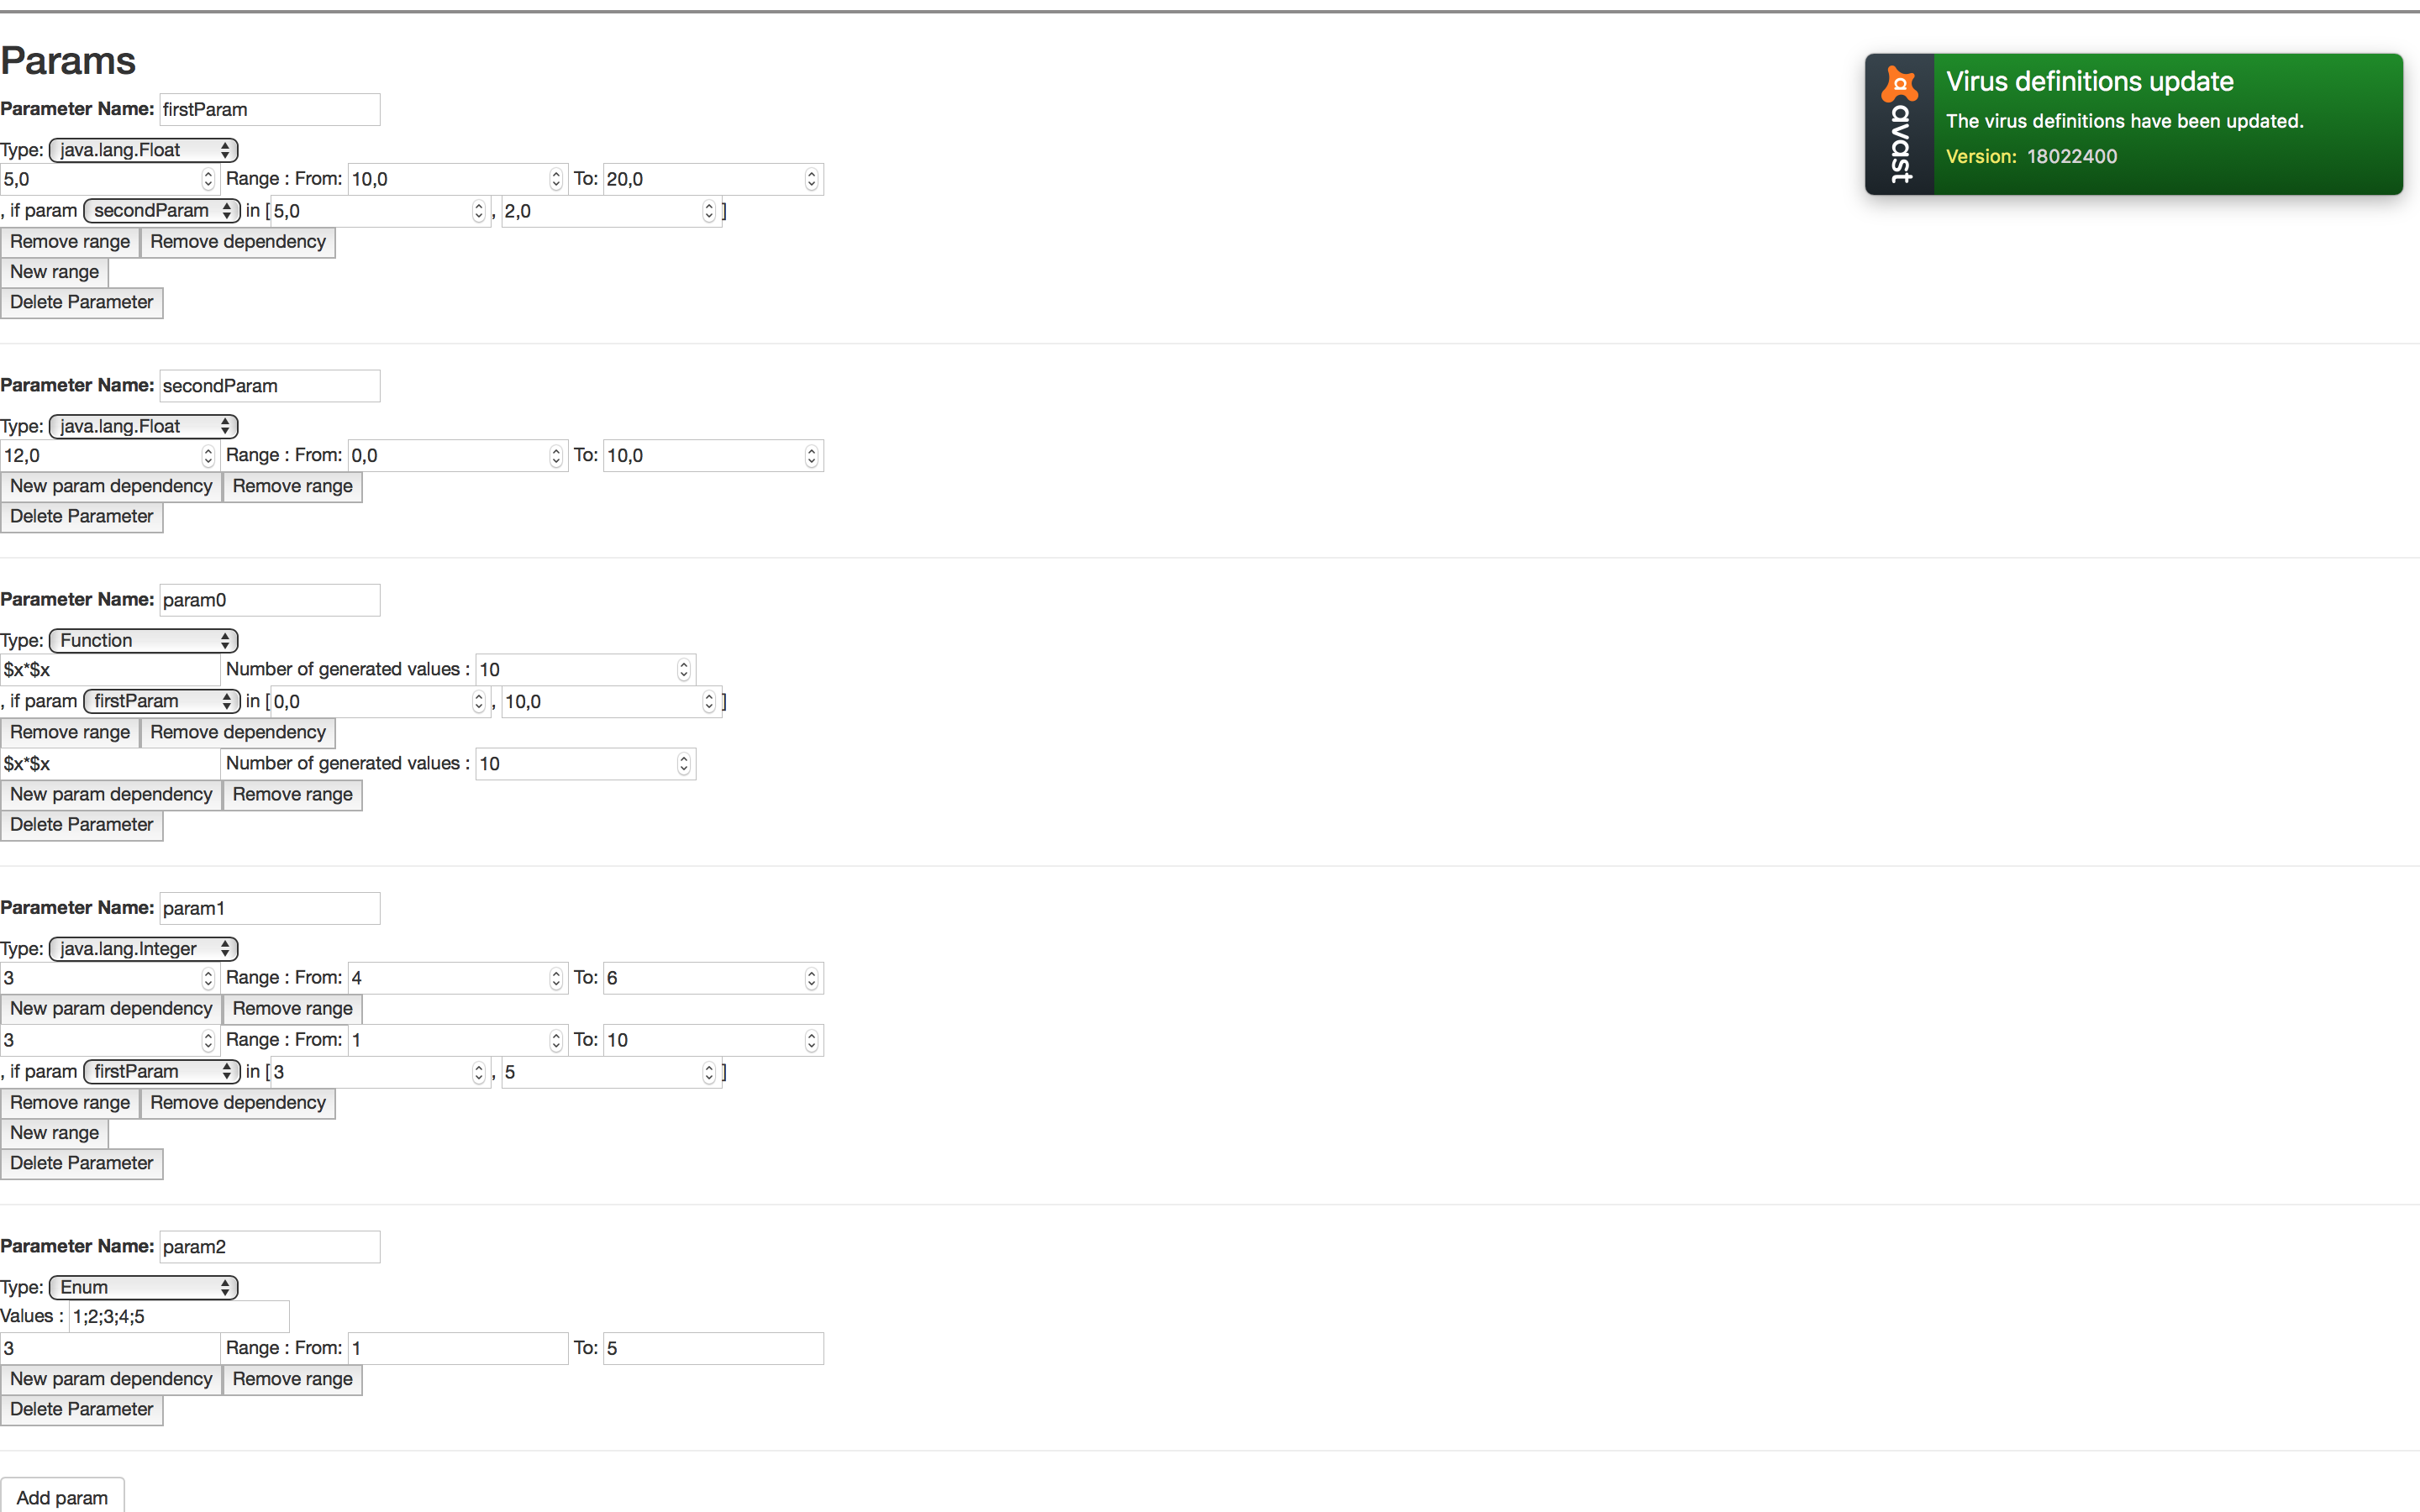 Params
Parameter Name: firstParam
Type: java.lang.Float
5,0 Range : From: 10,0 To: 20,0
, if param secondParam in [ 5,0 , 2,0 ]
Remove range Remove dependency
New range
Delete Parameter
avast
Virus definitions update
The virus definitions have been updated.
Version: 18022400
Parameter Name: secondParam
Type: java.lang.Float
12,0 Range : From: 0,0 To: 10,0
New param dependency Remove range
Delete Parameter
Parameter Name: param0
Type: Function
$x*$x Number of generated values : 10
, if param firstParam in [ 0,0 , 10,0 ]
Remove range Remove dependency
$x*$x Number of generated values : 10
New param dependency Remove range
Delete Parameter
Parameter Name: param1
Type: java.lang.Integer
3 Range : From: 4 To: 6
New param dependency Remove range
3 Range : From: 1 To: 10
, if param firstParam in [ 3 , 5 ]
Remove range Remove dependency
New range
Delete Parameter
Parameter Name: param2
Type: Enum
Values : 1;2;3;4;5
3 Range : From: 1 To: 5
New param dependency Remove range
Delete Parameter
Add param